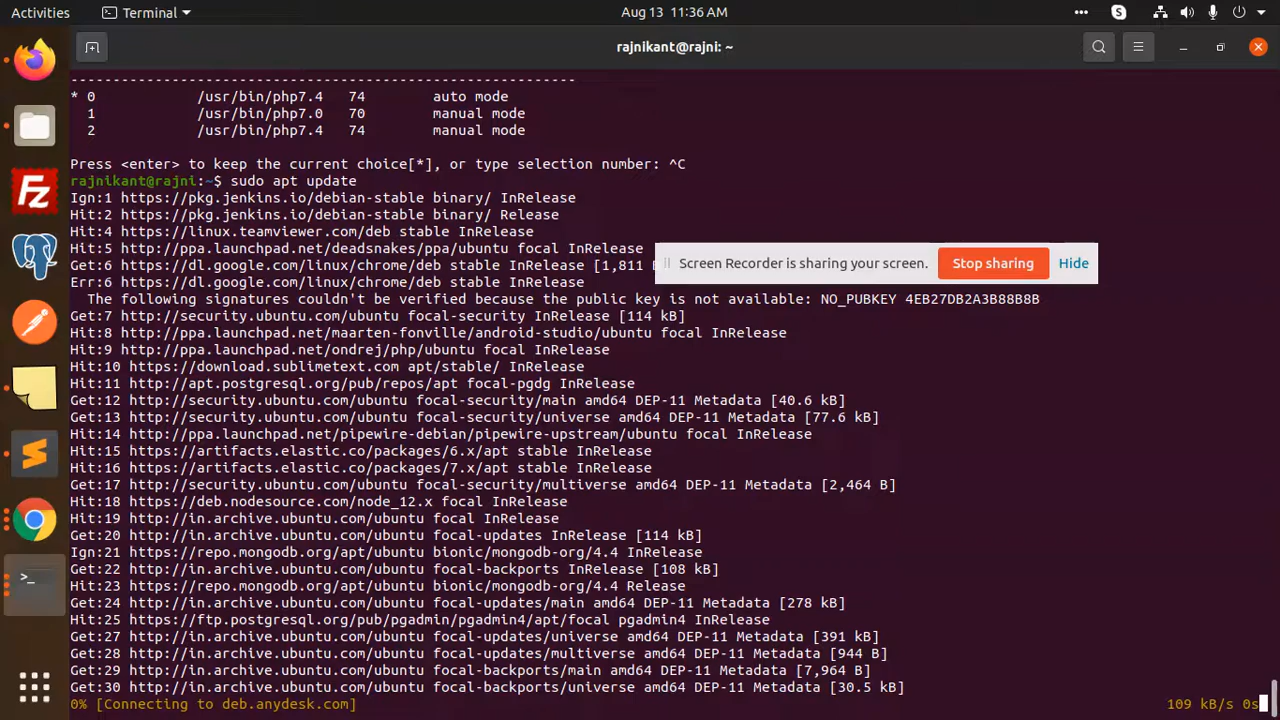 Activities
Terminal
Aug 13 11:36 AM
rajnikant@rajni: ~
--------------------------------------------------------
* 0 /usr/bin/php7.4 74 auto mode
1 /usr/bin/php7.0 70 manual mode
2 /usr/bin/php7.4 74 manual mode
Press <enter> to keep the current choice[*], or type selection number: ^C
rajnikant@rajni:~$ sudo apt update
Ign:1 https://pkg.jenkins.io/debian-stable binary/ InRelease
Hit:2 https://pkg.jenkins.io/debian-stable binary/ Release
Hit:4 https://linux.teamviewer.com/deb stable InRelease
Hit:5 http://ppa.launchpad.net/deadsnakes/ppa/ubuntu focal InRelease
Get:6 https://dl.google.com/linux/chrome/deb stable InRelease [1,811
Screen Recorder is sharing your screen. Stop sharing Hide
Err:6 https://dl.google.com/linux/chrome/deb stable InRelease
The following signatures couldn't be verified because the public key is not available: NO_PUBKEY 4EB27DB2A3B88B8B
Get:7 http://security.ubuntu.com/ubuntu focal-security InRelease [114 kB]
Hit:8 http://ppa.launchpad.net/maarten-fonville/android-studio/ubuntu focal InRelease
Hit:9 http://ppa.launchpad.net/ondrej/php/ubuntu focal InRelease
Hit:10 https://download.sublimetext.com apt/stable/ InRelease
Hit:11 http://apt.postgresql.org/pub/repos/apt focal-pgdg InRelease
Get:12 http://security.ubuntu.com/ubuntu focal-security/main amd64 DEP-11 Metadata [40.6 kB]
Get:13 http://security.ubuntu.com/ubuntu focal-security/universe amd64 DEP-11 Metadata [77.6 kB]
Hit:14 http://ppa.launchpad.net/pipewire-debian/pipewire-upstream/ubuntu focal InRelease
Hit:15 https://artifacts.elastic.co/packages/6.x/apt stable InRelease
Hit:16 https://artifacts.elastic.co/packages/7.x/apt stable InRelease
Get:17 http://security.ubuntu.com/ubuntu focal-security/multiverse amd64 DEP-11 Metadata [2,464 B]
Hit:18 https://deb.nodesource.com/node_12.x focal InRelease
Hit:19 http://in.archive.ubuntu.com/ubuntu focal InRelease
Get:20 http://in.archive.ubuntu.com/ubuntu focal-updates InRelease [114 kB]
Ign:21 https://repo.mongodb.org/apt/ubuntu bionic/mongodb-org/4.4 InRelease
Get:22 http://in.archive.ubuntu.com/ubuntu focal-backports InRelease [108 kB]
Hit:23 https://repo.mongodb.org/apt/ubuntu bionic/mongodb-org/4.4 Release
Get:24 http://in.archive.ubuntu.com/ubuntu focal-updates/main amd64 DEP-11 Metadata [278 kB]
Hit:25 https://ftp.postgresql.org/pub/pgadmin/pgadmin4/apt/focal pgadmin4 InRelease
Get:27 http://in.archive.ubuntu.com/ubuntu focal-updates/universe amd64 DEP-11 Metadata [391 kB]
Get:28 http://in.archive.ubuntu.com/ubuntu focal-updates/multiverse amd64 DEP-11 Metadata [944 B]
Get:29 http://in.archive.ubuntu.com/ubuntu focal-backports/main amd64 DEP-11 Metadata [7,964 B]
Get:30 http://in.archive.ubuntu.com/ubuntu focal-backports/universe amd64 DEP-11 Metadata [30.5 kB]
0% [Connecting to deb.anydesk.com] 109 kB/s 0s